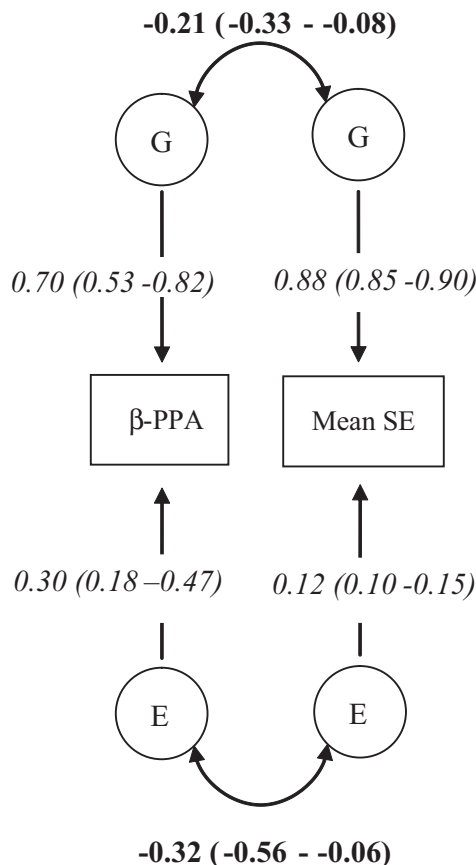 -0.21 (-0.33 - -0.08)
G G
0.70 (0.53 -0.82) 0.88 (0.85 -0.90)
β-PPA Mean SE
0.30 (0.18 –0.47) 0.12 (0.10 -0.15)
E E
-0.32 (-0.56 - -0.06)